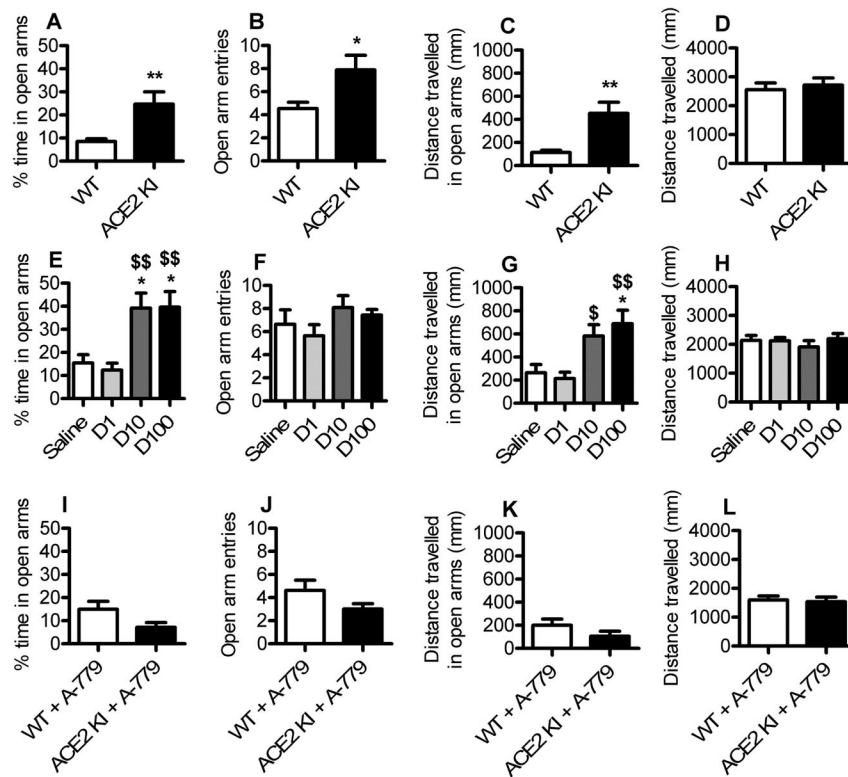 A
% time in open arms
50
40
30
20
10
0
**
WT
ACE2 KI
B
Open arm entries
10
8
6
4
2
0
*
WT
ACE2 KI
C
Distance travelled
in open arms (mm)
1000
800
600
400
200
0
**
WT
ACE2 KI
D
Distance travelled (mm)
4000
3000
2000
1000
0
WT
ACE2 KI
E
% time in open arms
50
40
30
20
10
0
$$
*
$$
*
Saline
D1
D10
D100
F
Open arm entries
10
8
6
4
2
0
Saline
D1
D10
D100
G
Distance travelled
in open arms (mm)
1000
800
600
400
200
$
$$
*
Saline
D1
D10
D100
H
Distance travelled (mm)
4000
3000
2000
1000
0
Saline
D1
D10
D100
I
% time in open arms
50
40
30
20
10
0
WT + A-779
ACE2 KI + A-779
J
Open arm entries
10
8
6
4
2
0
WT + A-779
ACE2 KI + A-779
K
Distance travelled
in open arms (mm)
1000
800
600
400
200
0
WT + A-779
ACE2 KI + A-779
L
Distance travelled (mm)
4000
3000
2000
1000
0
WT + A-779
ACE2 KI + A-779